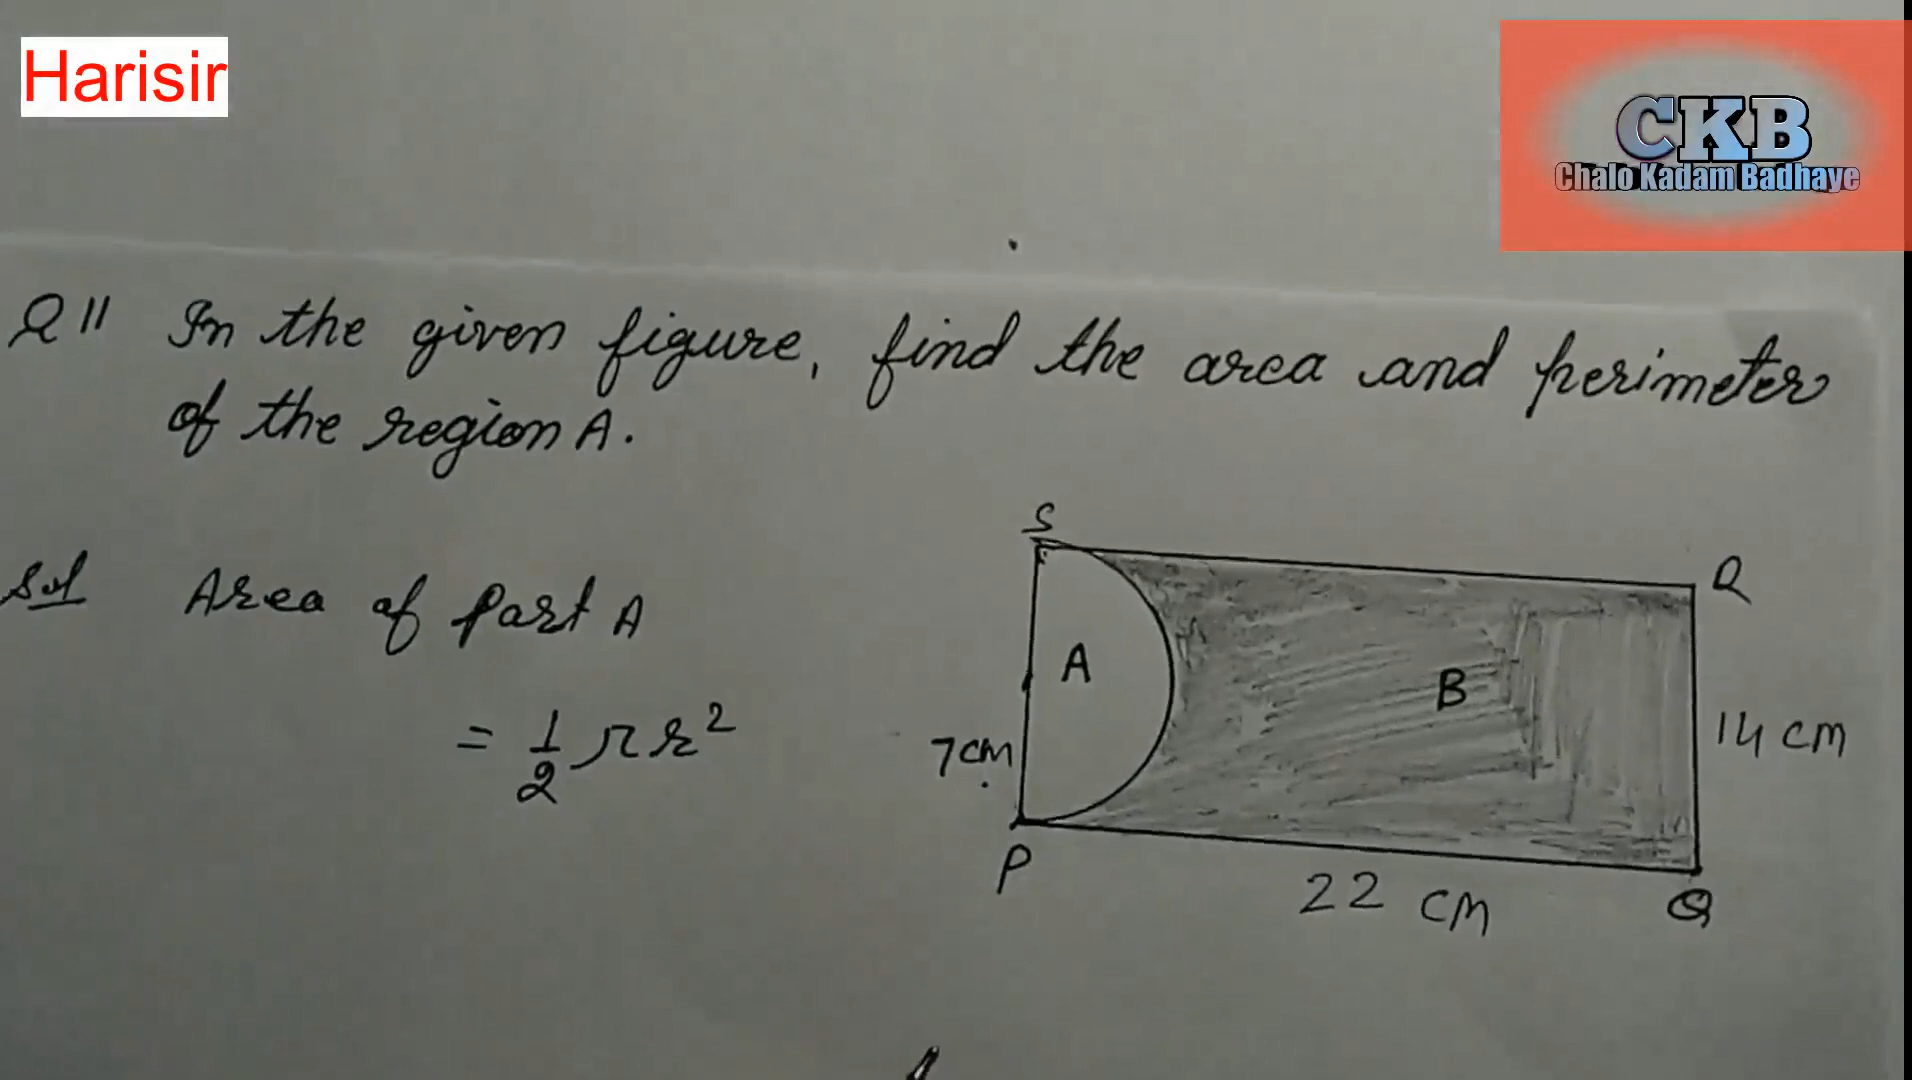 Harisir
CKB
Chalo Kadam Badhaye
Q11 In the given figure, find the area and perimeter
of the region A.
Sol Area of Part A
= 1/2 πr²
S
R
A
B
7cm
14 cm
P
22 cm
Q